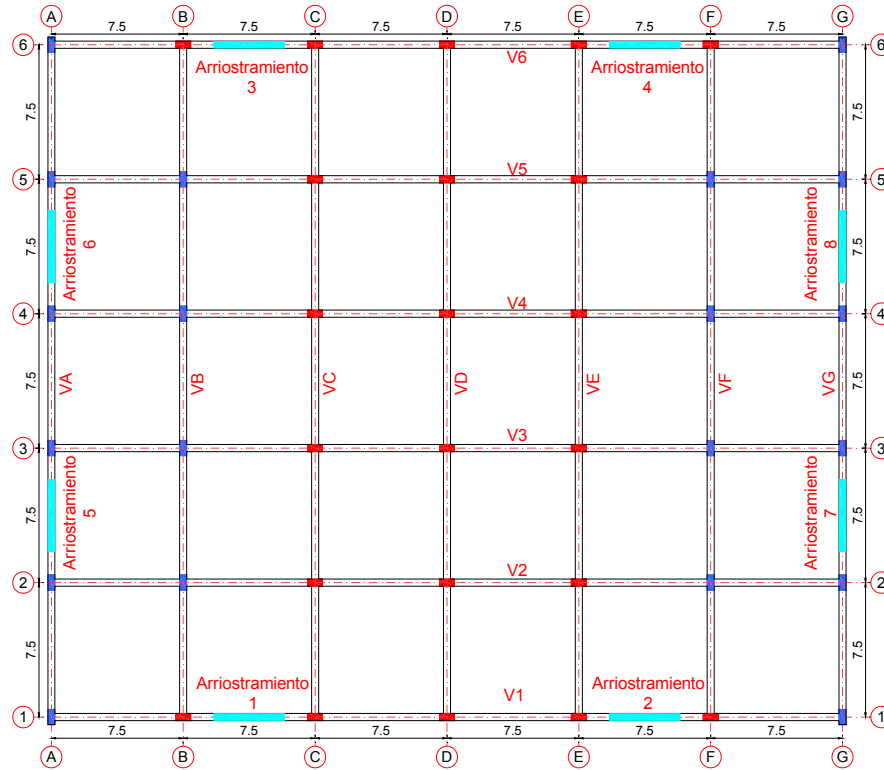 A B C D E F G
7.5 7.5 7.5 7.5 7.5 7.5
6 V6 6
Arriostramiento
3
Arriostramiento
4
7.5 7.5
5 V5 5
Arriostramiento
6
7.5 7.5
Arriostramiento
8
4 V4 4
VA VB VC VD VE VF VG
7.5 7.5
3 V3 3
Arriostramiento
5
7.5 7.5
Arriostramiento
7
2 V2 2
7.5 7.5
Arriostramiento
1
V1
Arriostramiento
2
1 1
7.5 7.5 7.5 7.5 7.5 7.5
A B C D E F G